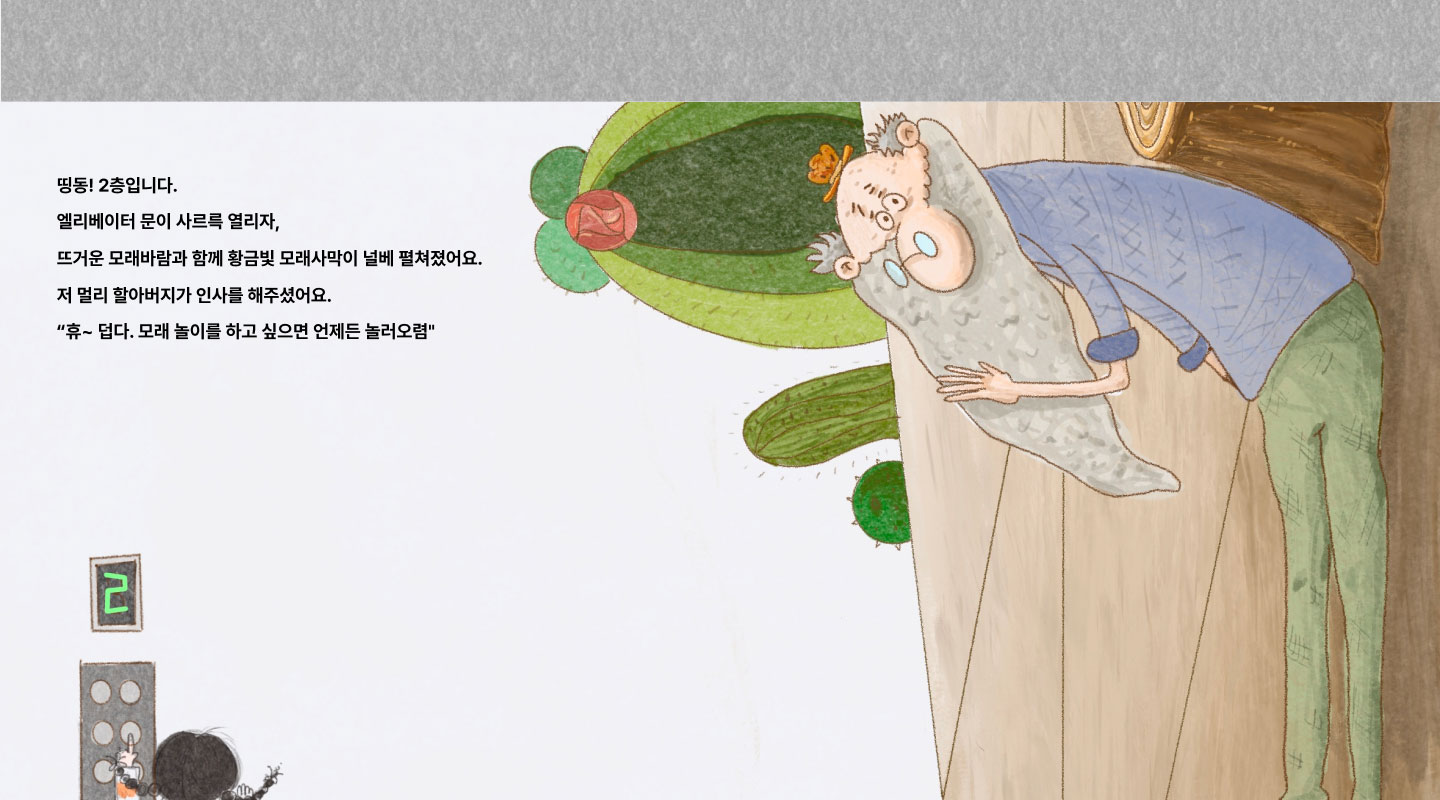 띵동! 2층입니다.
엘리베이터 문이 사르륵 열리자,
뜨거운 모래바람과 함께 황금빛 모래사막이 널베 펼쳐졌어요.
저 멀리 할아버지가 인사를 해주셨어요.
“휴~ 덥다. 모래 놀이를 하고 싶으면 언제든 놀러오렴"
2